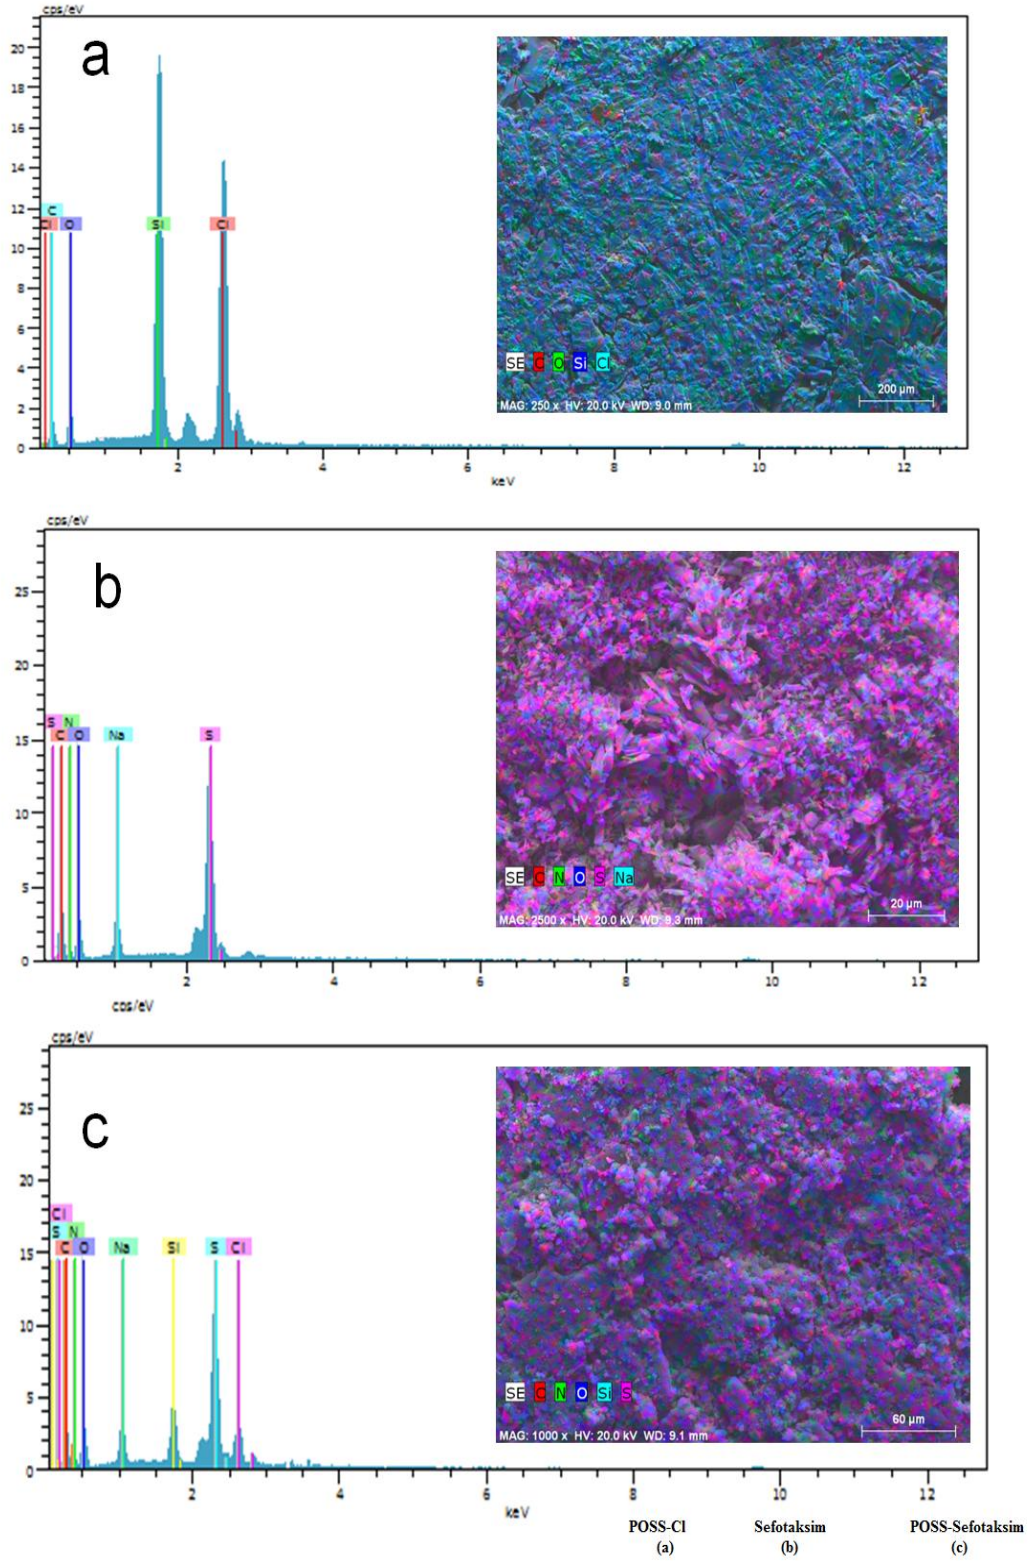 cps/eV
a
20
18
16
14
12
10
8
6
4
2
0
C
Cl O Si Cl
SE C O Si Cl
200 µm
MAG: 250 x HV: 20.0 kV WD: 9.0 mm
2 4 6 8 10 12
keV
cps/eV
b
25
20
15
10
5
0
S N
C O Na S
SE C N O S Na
20 µm
MAG: 2500 x HV: 20.0 kV WD: 9.3 mm
2 4 6 8 10 12
cps/eV
cps/eV
c
25
20
15
10
5
0
Cl
S N
C O Na Si S Cl
SE C N O Si S
60 µm
MAG: 1000 x HV: 20.0 kV WD: 9.1 mm
2 4 6 8 10 12
keV
POSS-Cl Sefotaksim POSS-Sefotaksim
(a) (b) (c)